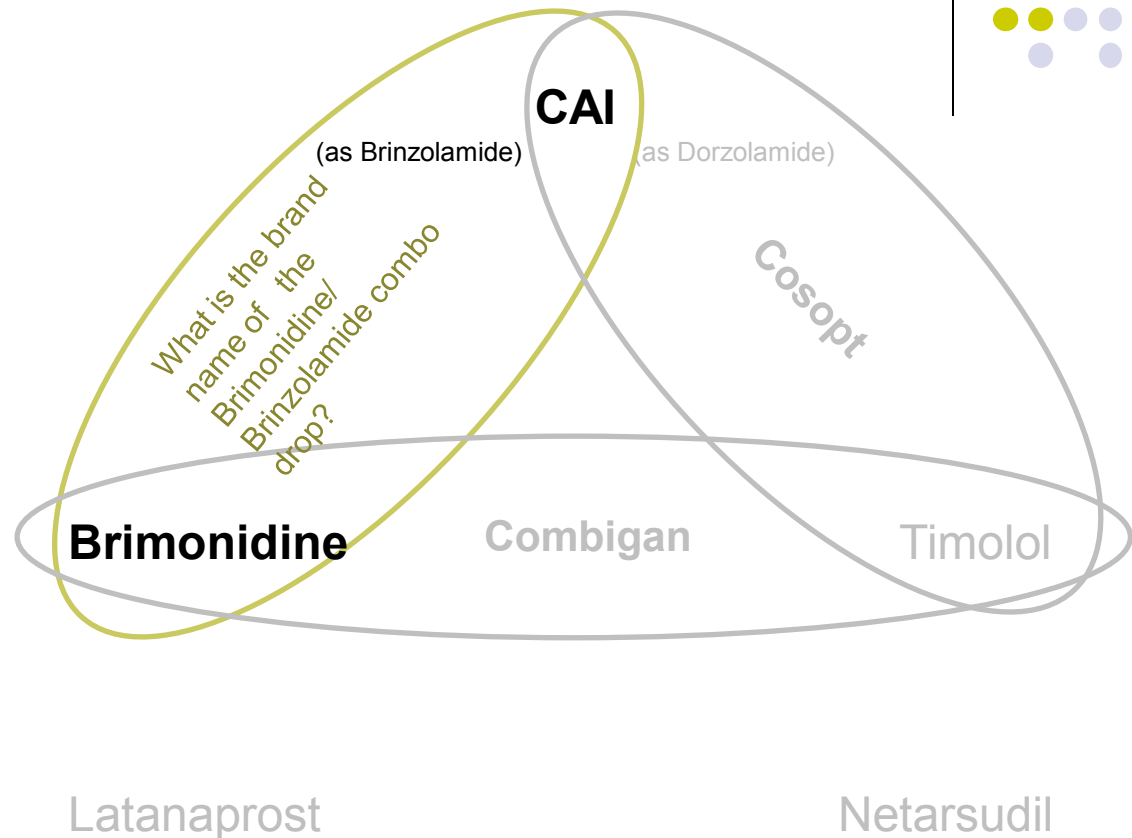 CAI
(as Brinzolamide)
(as Dorzolamide)
What is the brand
name of the
Brimonidine/
Brinzolamide combo
drop?
Cosopt
Brimonidine
Combigan
Timolol
Latanaprost
Netarsudil